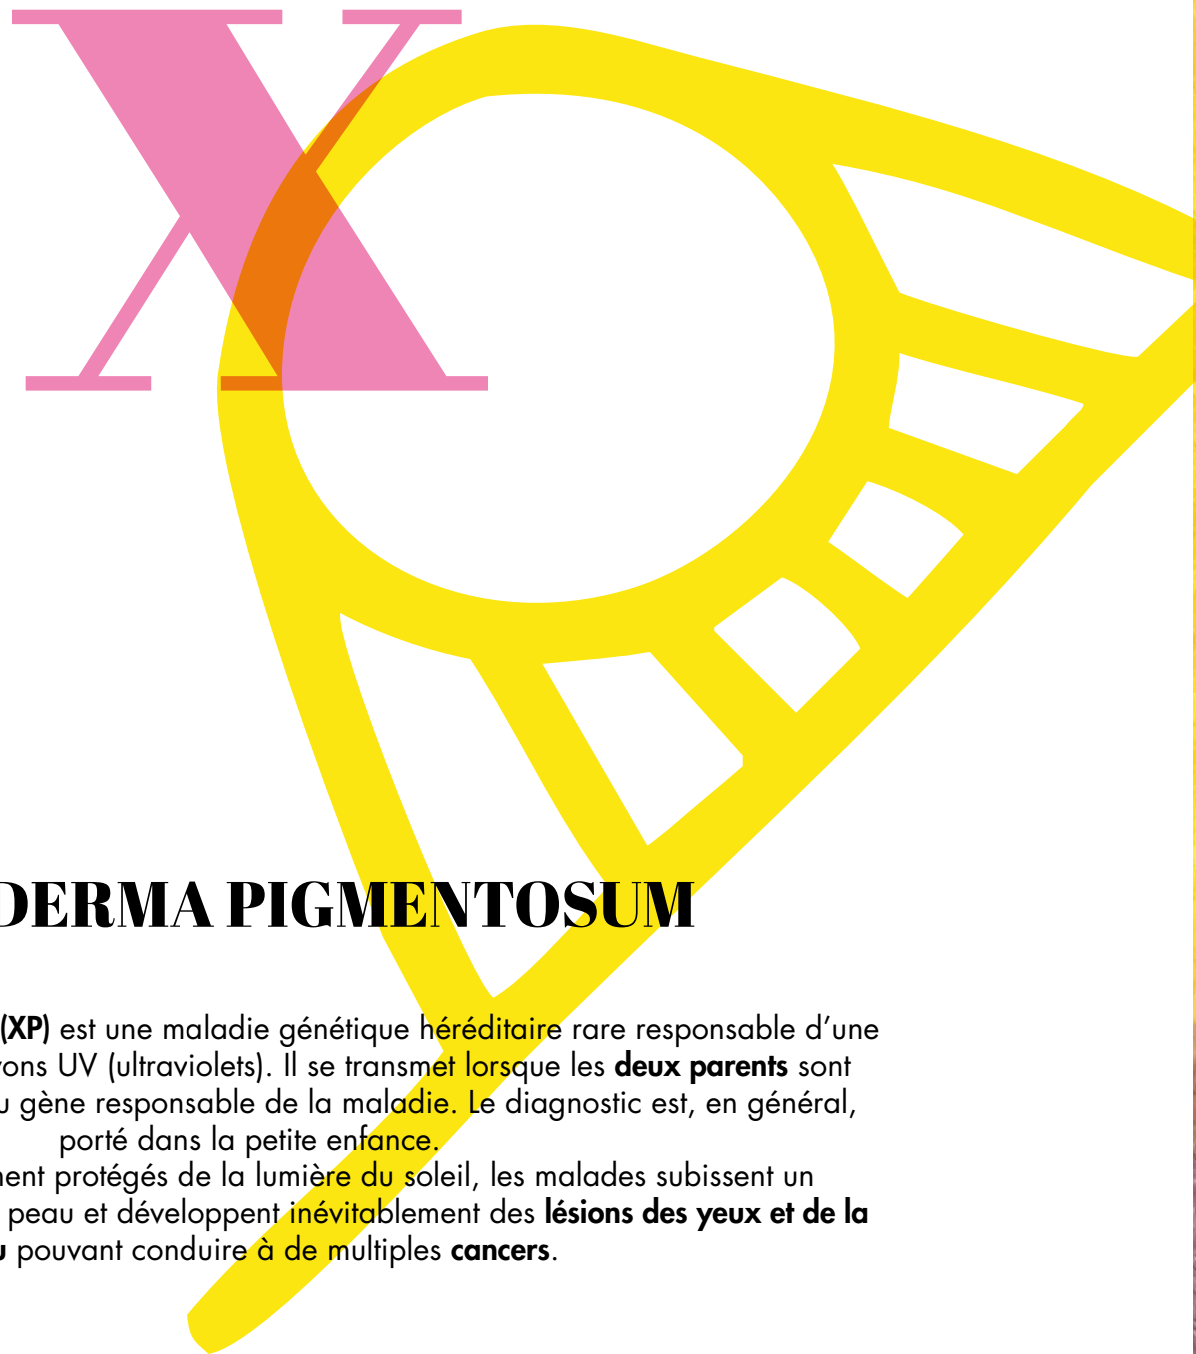 X
DERMA PIGMENTOSUM
(XP) est une maladie génétique héréditaire rare responsable d’une
yons UV (ultraviolets). Il se transmet lorsque les deux parents sont
u gène responsable de la maladie. Le diagnostic est, en général,
porté dans la petite enfance.
ment protégés de la lumière du soleil, les malades subissent un
peau et développent inévitablement des lésions des yeux et de la
u pouvant conduire à de multiples cancers.